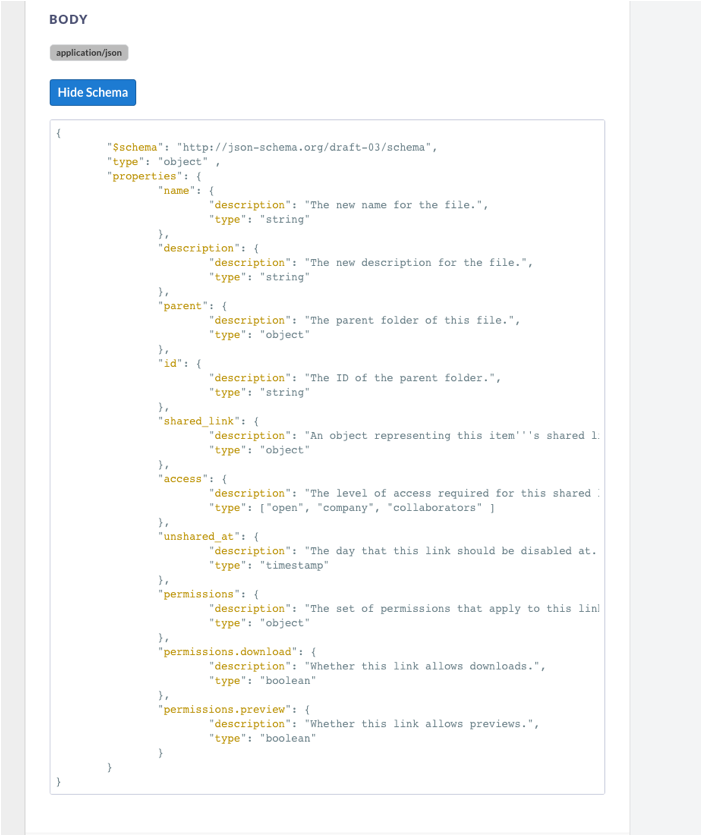 BODY
application/json
Hide Schema
{
"$schema": "http://json-schema.org/draft-03/schema",
"type": "object" ,
"properties": {
"name": {
"description": "The new name for the file.",
"type": "string"
},
"description": {
"description": "The new description for the file.",
"type": "string"
},
"parent": {
"description": "The parent folder of this file.",
"type": "object"
},
"id": {
"description": "The ID of the parent folder.",
"type": "string"
},
"shared_link": {
"description": "An object representing this item'''s shared
"type": "object"
},
"access": {
"description": "The level of access required for this shared
"type": ["open", "company", "collaborators" ]
},
"unshared_at": {
"description": "The day that this link should be disabled at.
"type": "timestamp"
},
"permissions": {
"description": "The set of permissions that apply to this link
"type": "object"
},
"permissions.download": {
"description": "Whether this link allows downloads.",
"type": "boolean"
},
"permissions.preview": {
"description": "Whether this link allows previews.",
"type": "boolean"
}
}
}